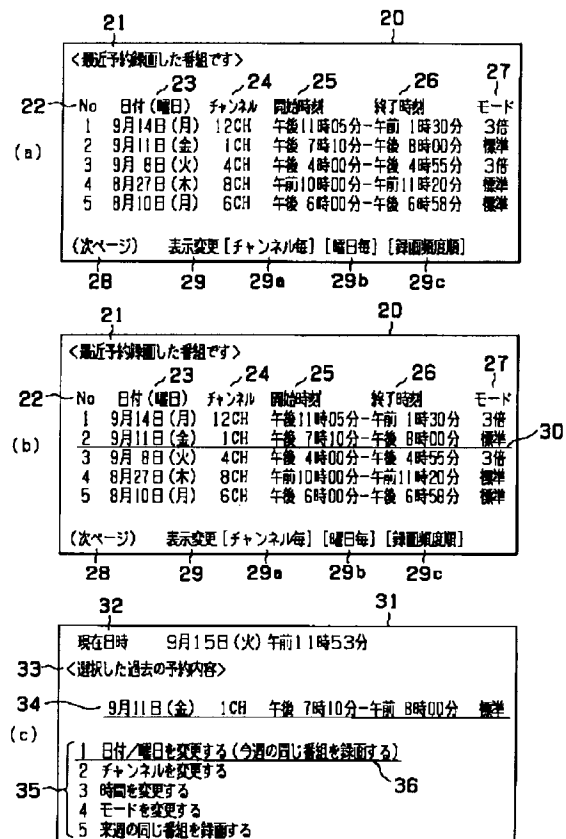 21 20
<最近予約録画した番組です>
23 24 25 26 27
22 No 日付(曜日) チャンネル 開始時刻 終了時刻 モード
1 9月14日(月) 12CH 午後11時05分-午前 1時30分 3倍
(a) 2 9月11日(金) 1CH 午後 7時10分-午後 8時00分 標準
3 9月 8日(火) 4CH 午後 4時00分-午後 4時55分 3倍
4 8月27日(木) 8CH 午前10時00分-午前11時20分 標準
5 8月10日(月) 6CH 午後 6時00分-午後 6時58分 標準
(次ページ) 表示変更[チャンネル毎] [曜日毎] [録画頻度順]
28 29 29a 29b 29c
21 20
<最近予約録画した番組です>
23 24 25 26 27
22 No 日付(曜日) チャンネル 開始時刻 終了時刻 モード
1 9月14日(月) 12CH 午後11時05分-午前 1時30分 3倍
(b) 2 9月11日(金) 1CH 午後 7時10分-午後 8時00分 標準 30
3 9月 8日(火) 4CH 午後 4時00分-午後 4時55分 3倍
4 8月27日(木) 8CH 午前10時00分-午前11時20分 標準
5 8月10日(月) 6CH 午後 6時00分-午後 6時58分 標準
(次ページ) 表示変更[チャンネル毎] [曜日毎] [録画頻度順]
28 29 29a 29b 29c
32 31
現在日時 9月15日(火) 午前11時53分
33 <選択した過去の予約内容>
34 9月11日(金) 1CH 午後 7時10分-午前 8時00分 標準
(c)
1 日付/曜日を変更する(今週の同じ番組を録画する)
2 チャンネルを変更する 36
35 3 時間を変更する
4 モードを変更する
5 来週の同じ番組を録画する